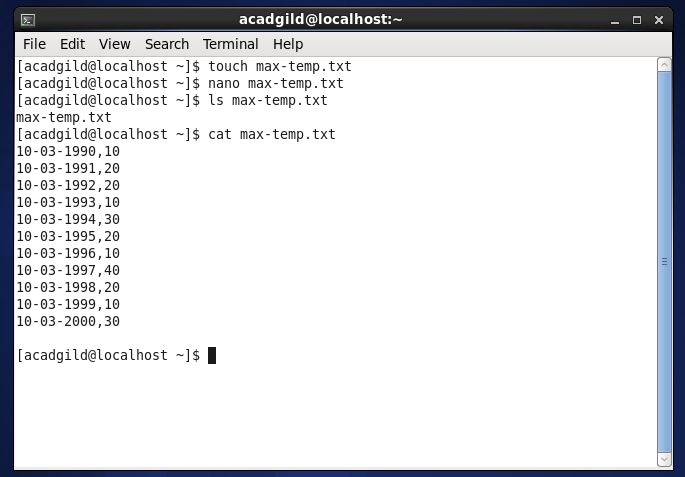 acadgild@localhost:~
File Edit View Search Terminal Help
[acadgild@localhost ~]$ touch max-temp.txt
[acadgild@localhost ~]$ nano max-temp.txt
[acadgild@localhost ~]$ ls max-temp.txt
max-temp.txt
[acadgild@localhost ~]$ cat max-temp.txt
10-03-1990,10
10-03-1991,20
10-03-1992,20
10-03-1993,10
10-03-1994,30
10-03-1995,20
10-03-1996,10
10-03-1997,40
10-03-1998,20
10-03-1999,10
10-03-2000,30
[acadgild@localhost ~]$